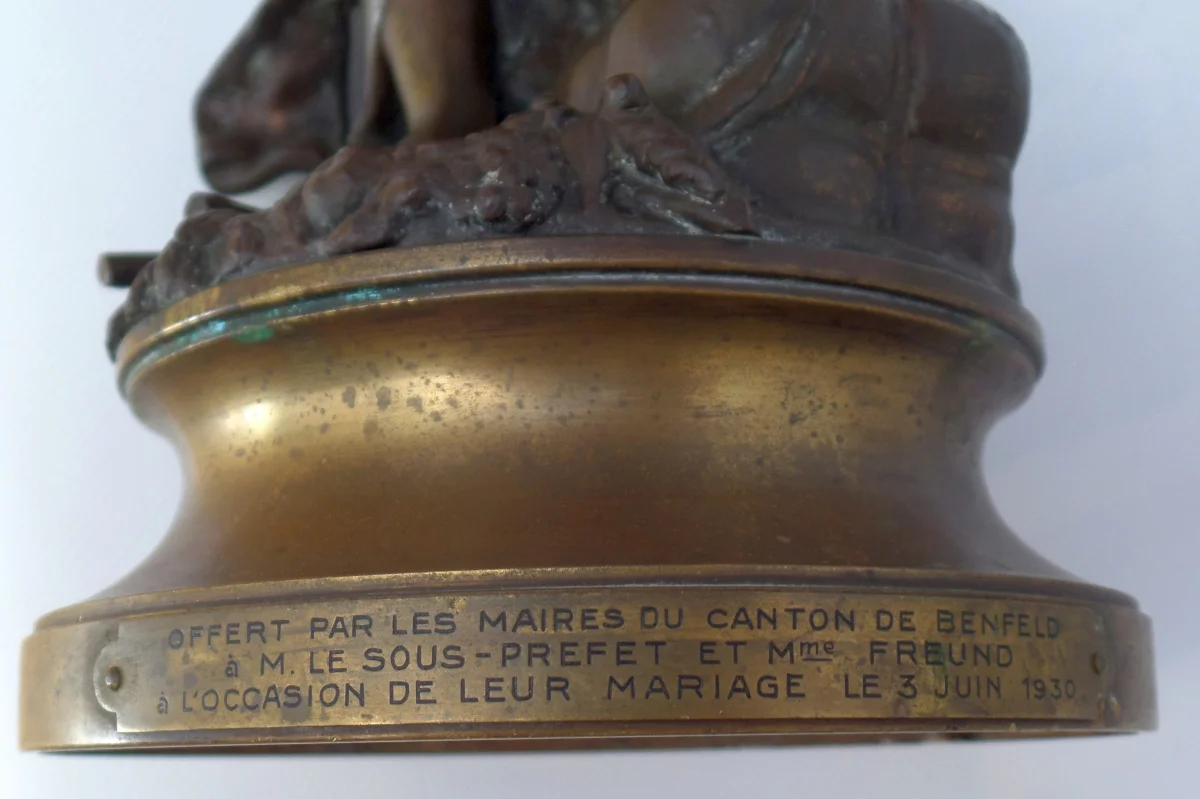 OFFERT PAR LES MAIRES DU CANTON DE BENFELD
à M. LE SOUS-PREFET ET Mme FREUND
à L'OCCASION DE LEUR MARIAGE LE 3 JUIN 1930